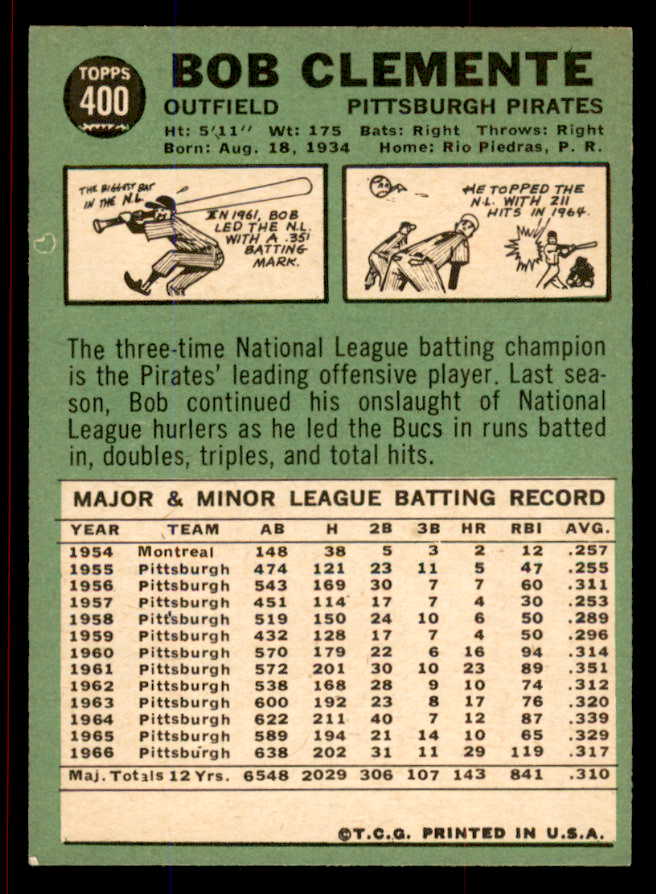 TOPPS
400
BOB CLEMENTE
OUTFIELD PITTSBURGH PIRATES
Ht: 5'11" Wt: 175 Bats: Right Throws: Right
Born: Aug. 18, 1934 Home: Rio Piedras, P. R.
THE BIGGEST BAT
IN THE N.L.
IN 1961, BOB
LED THE N.L.
WITH A .351
BATTING
MARK.
HE TOPPED THE
N.L. WITH 211
HITS IN 1964.
The three-time National League batting champion
is the Pirates' leading offensive player. Last sea-
son, Bob continued his onslaught of National
League hurlers as he led the Bucs in runs batted
in, doubles, triples, and total hits.
MAJOR & MINOR LEAGUE BATTING RECORD
YEAR TEAM AB H 2B 3B HR RBI AVG.
1954 Montreal 148 38 5 3 2 12 .257
1955 Pittsburgh 474 121 23 11 5 47 .255
1956 Pittsburgh 543 169 30 7 7 60 .311
1957 Pittsburgh 451 114 17 7 4 30 .253
1958 Pittsburgh 519 150 24 10 6 50 .289
1959 Pittsburgh 432 128 17 7 4 50 .296
1960 Pittsburgh 570 179 22 6 16 94 .314
1961 Pittsburgh 572 201 30 10 23 89 .351
1962 Pittsburgh 538 168 28 9 10 74 .312
1963 Pittsburgh 600 192 23 8 17 76 .320
1964 Pittsburgh 622 211 40 7 12 87 .339
1965 Pittsburgh 589 194 21 14 10 65 .329
1966 Pittsburgh 638 202 31 11 29 119 .317
Maj. Totals 12 Yrs. 6548 2029 306 107 143 841 .310
©T.C.G. PRINTED IN U.S.A.